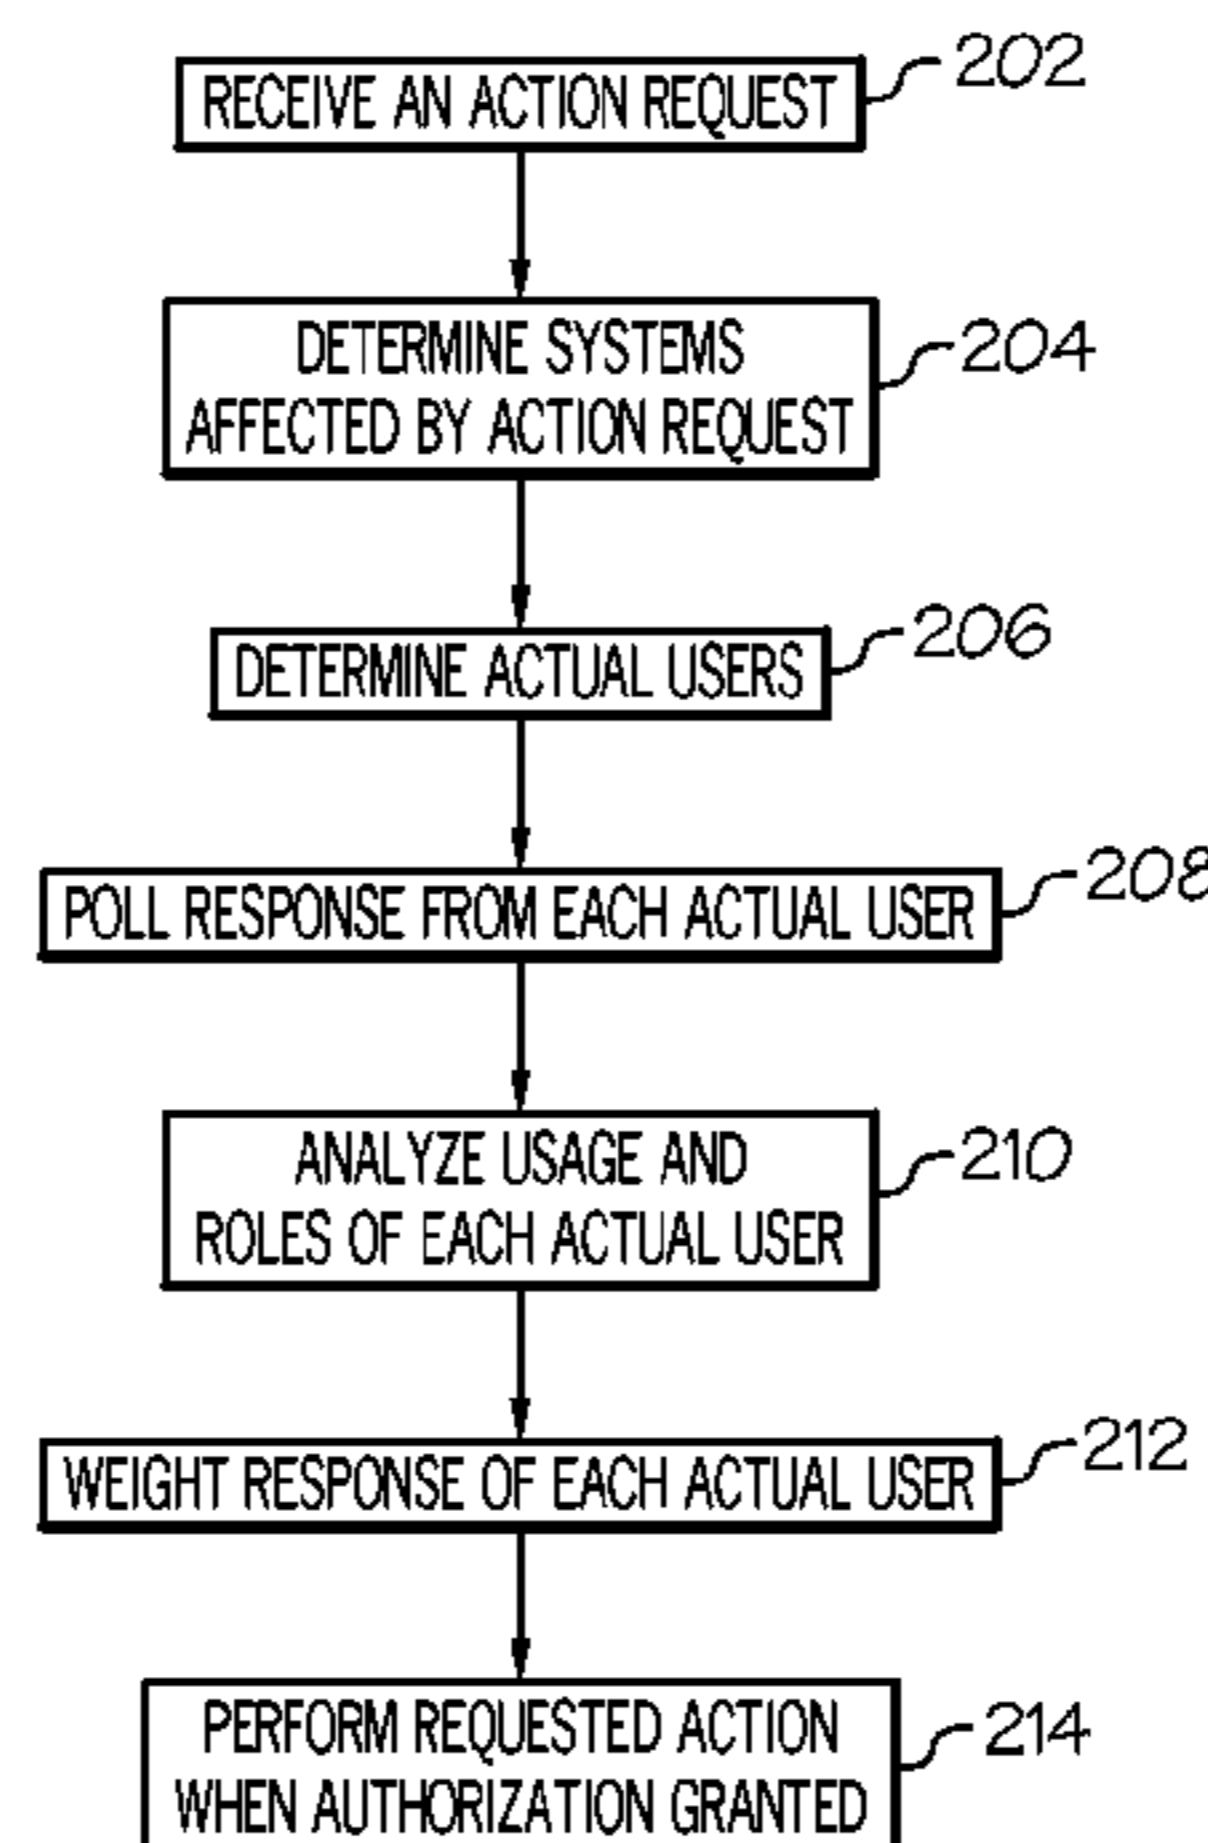 RECEIVE AN ACTION REQUEST
202
DETERMINE SYSTEMS
AFFECTED BY ACTION REQUEST
204
DETERMINE ACTUAL USERS
206
POLL RESPONSE FROM EACH ACTUAL USER
208
ANALYZE USAGE AND
ROLES OF EACH ACTUAL USER
210
WEIGHT RESPONSE OF EACH ACTUAL USER
212
PERFORM REQUESTED ACTION
WHEN AUTHORIZATION GRANTED
214